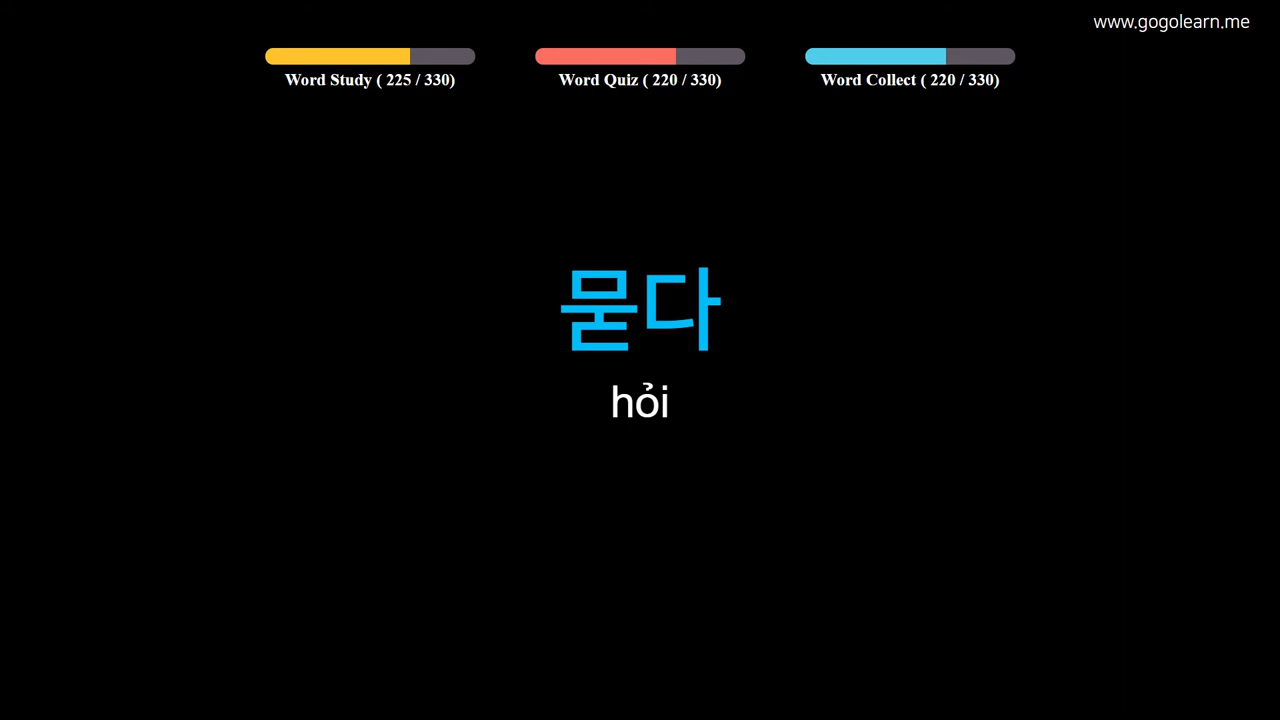 www.gogolearn.me
Word Study ( 225 / 330)
Word Quiz ( 220 / 330)
Word Collect ( 220 / 330)
묻다
hỏi